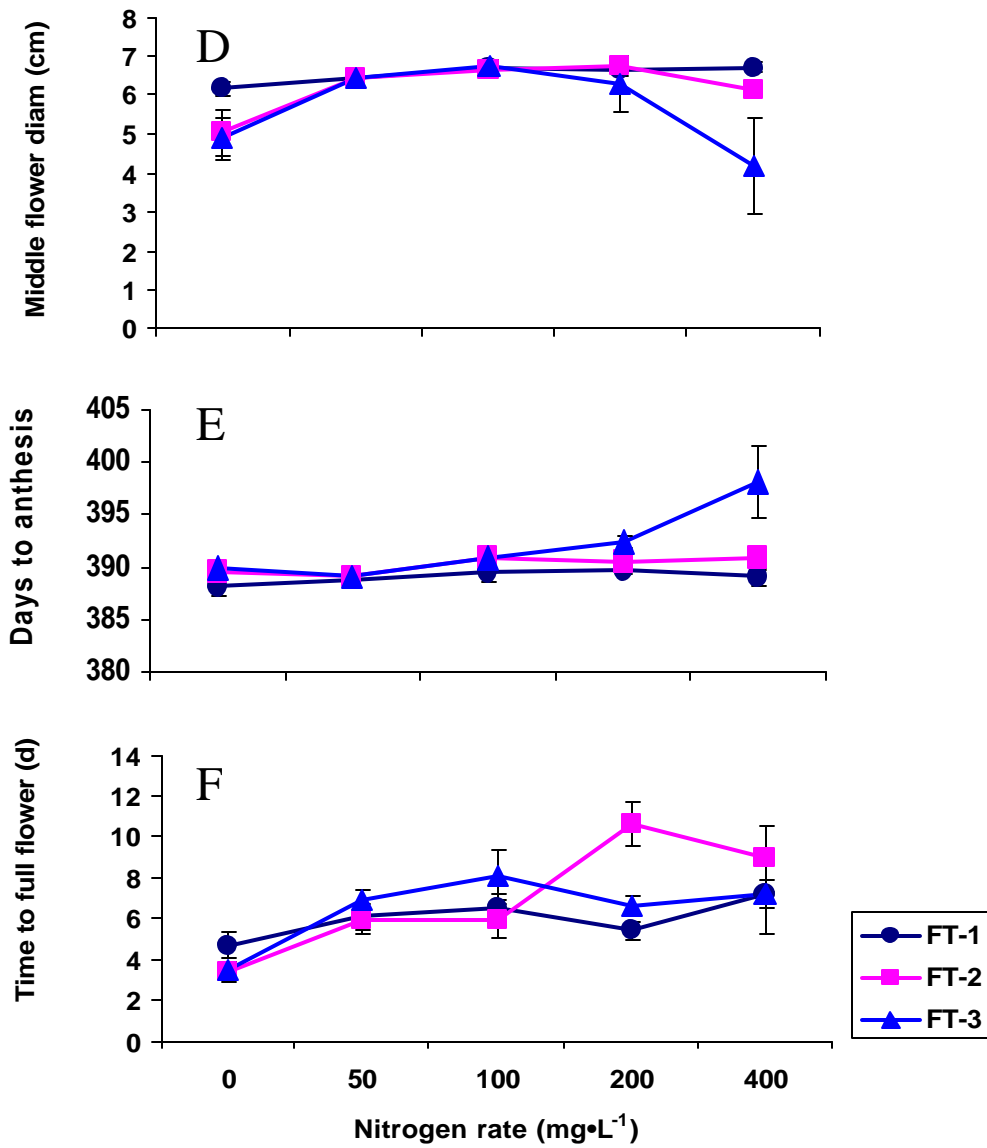 D
Middle flower diam (cm)
8
7
6
5
4
3
2
1
0
E
Days to anthesis
405
400
395
390
385
380
F
Time to full flower (d)
14
12
10
8
6
4
2
0
0 50 100 200 400
Nitrogen rate (mg•L-1)
FT-1
FT-2
FT-3